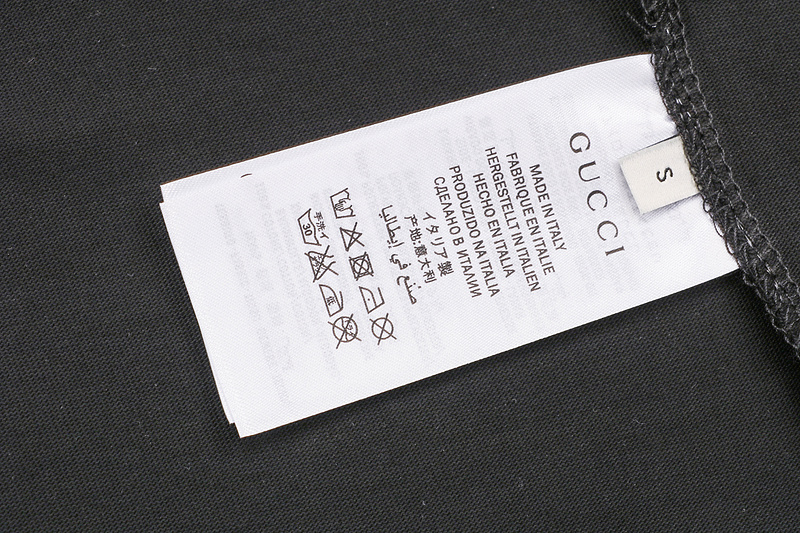 GUCCI
S
MADE IN ITALY
FABRIQUE EN ITALIE
HERGESTELLT IN ITALIEN
HECHO EN ITALIA
PRODUZIDO NA ITALIA
СДЕЛАНО В ИТАЛИИ
イタリア製
产地:意大利
صنع في إيطاليا
手洗イ
30